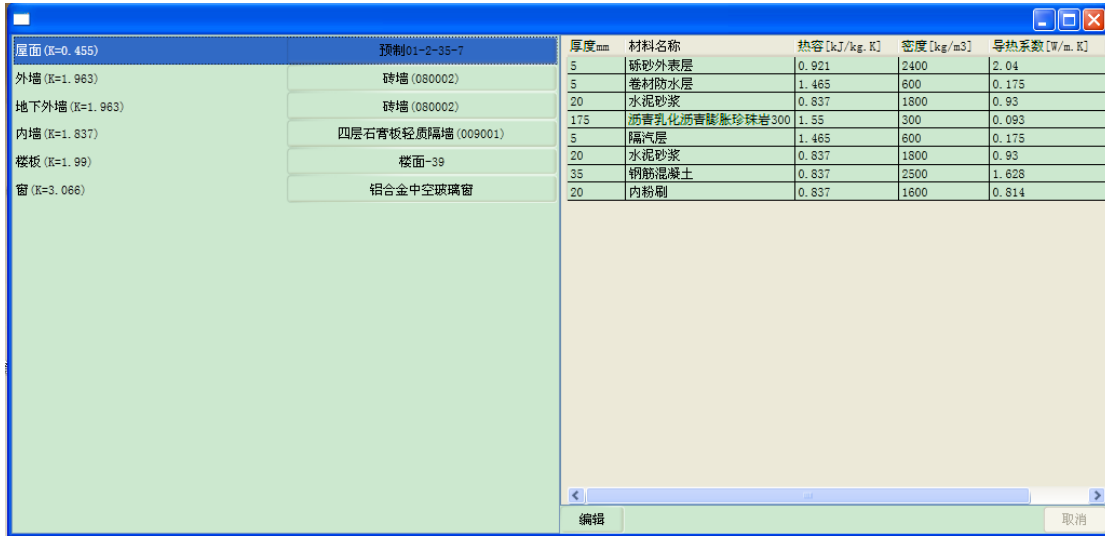 屋面(K=0.455) 预制01-2-35-7
外墙(K=1.963) 砖墙(080002)
地下外墙(K=1.963) 砖墙(080002)
内墙(K=1.837) 四层石膏板轻质隔墙(009001)
楼板(K=1.99) 楼面-39
窗(K=3.066) 铝合金中空玻璃窗
厚度mm 材料名称 热容[kJ/kg.K] 密度[kg/m3] 导热系数[W/m.K]
5 砾砂外表层 0.921 2400 2.04
5 卷材防水层 1.465 600 0.175
20 水泥砂浆 0.837 1800 0.93
175 沥青乳化沥青膨胀珍珠岩300 1.55 300 0.093
5 隔汽层 1.465 600 0.175
20 水泥砂浆 0.837 1800 0.93
35 钢筋混凝土 0.837 2500 1.628
20 内粉刷 0.837 1600 0.814
编辑 取消